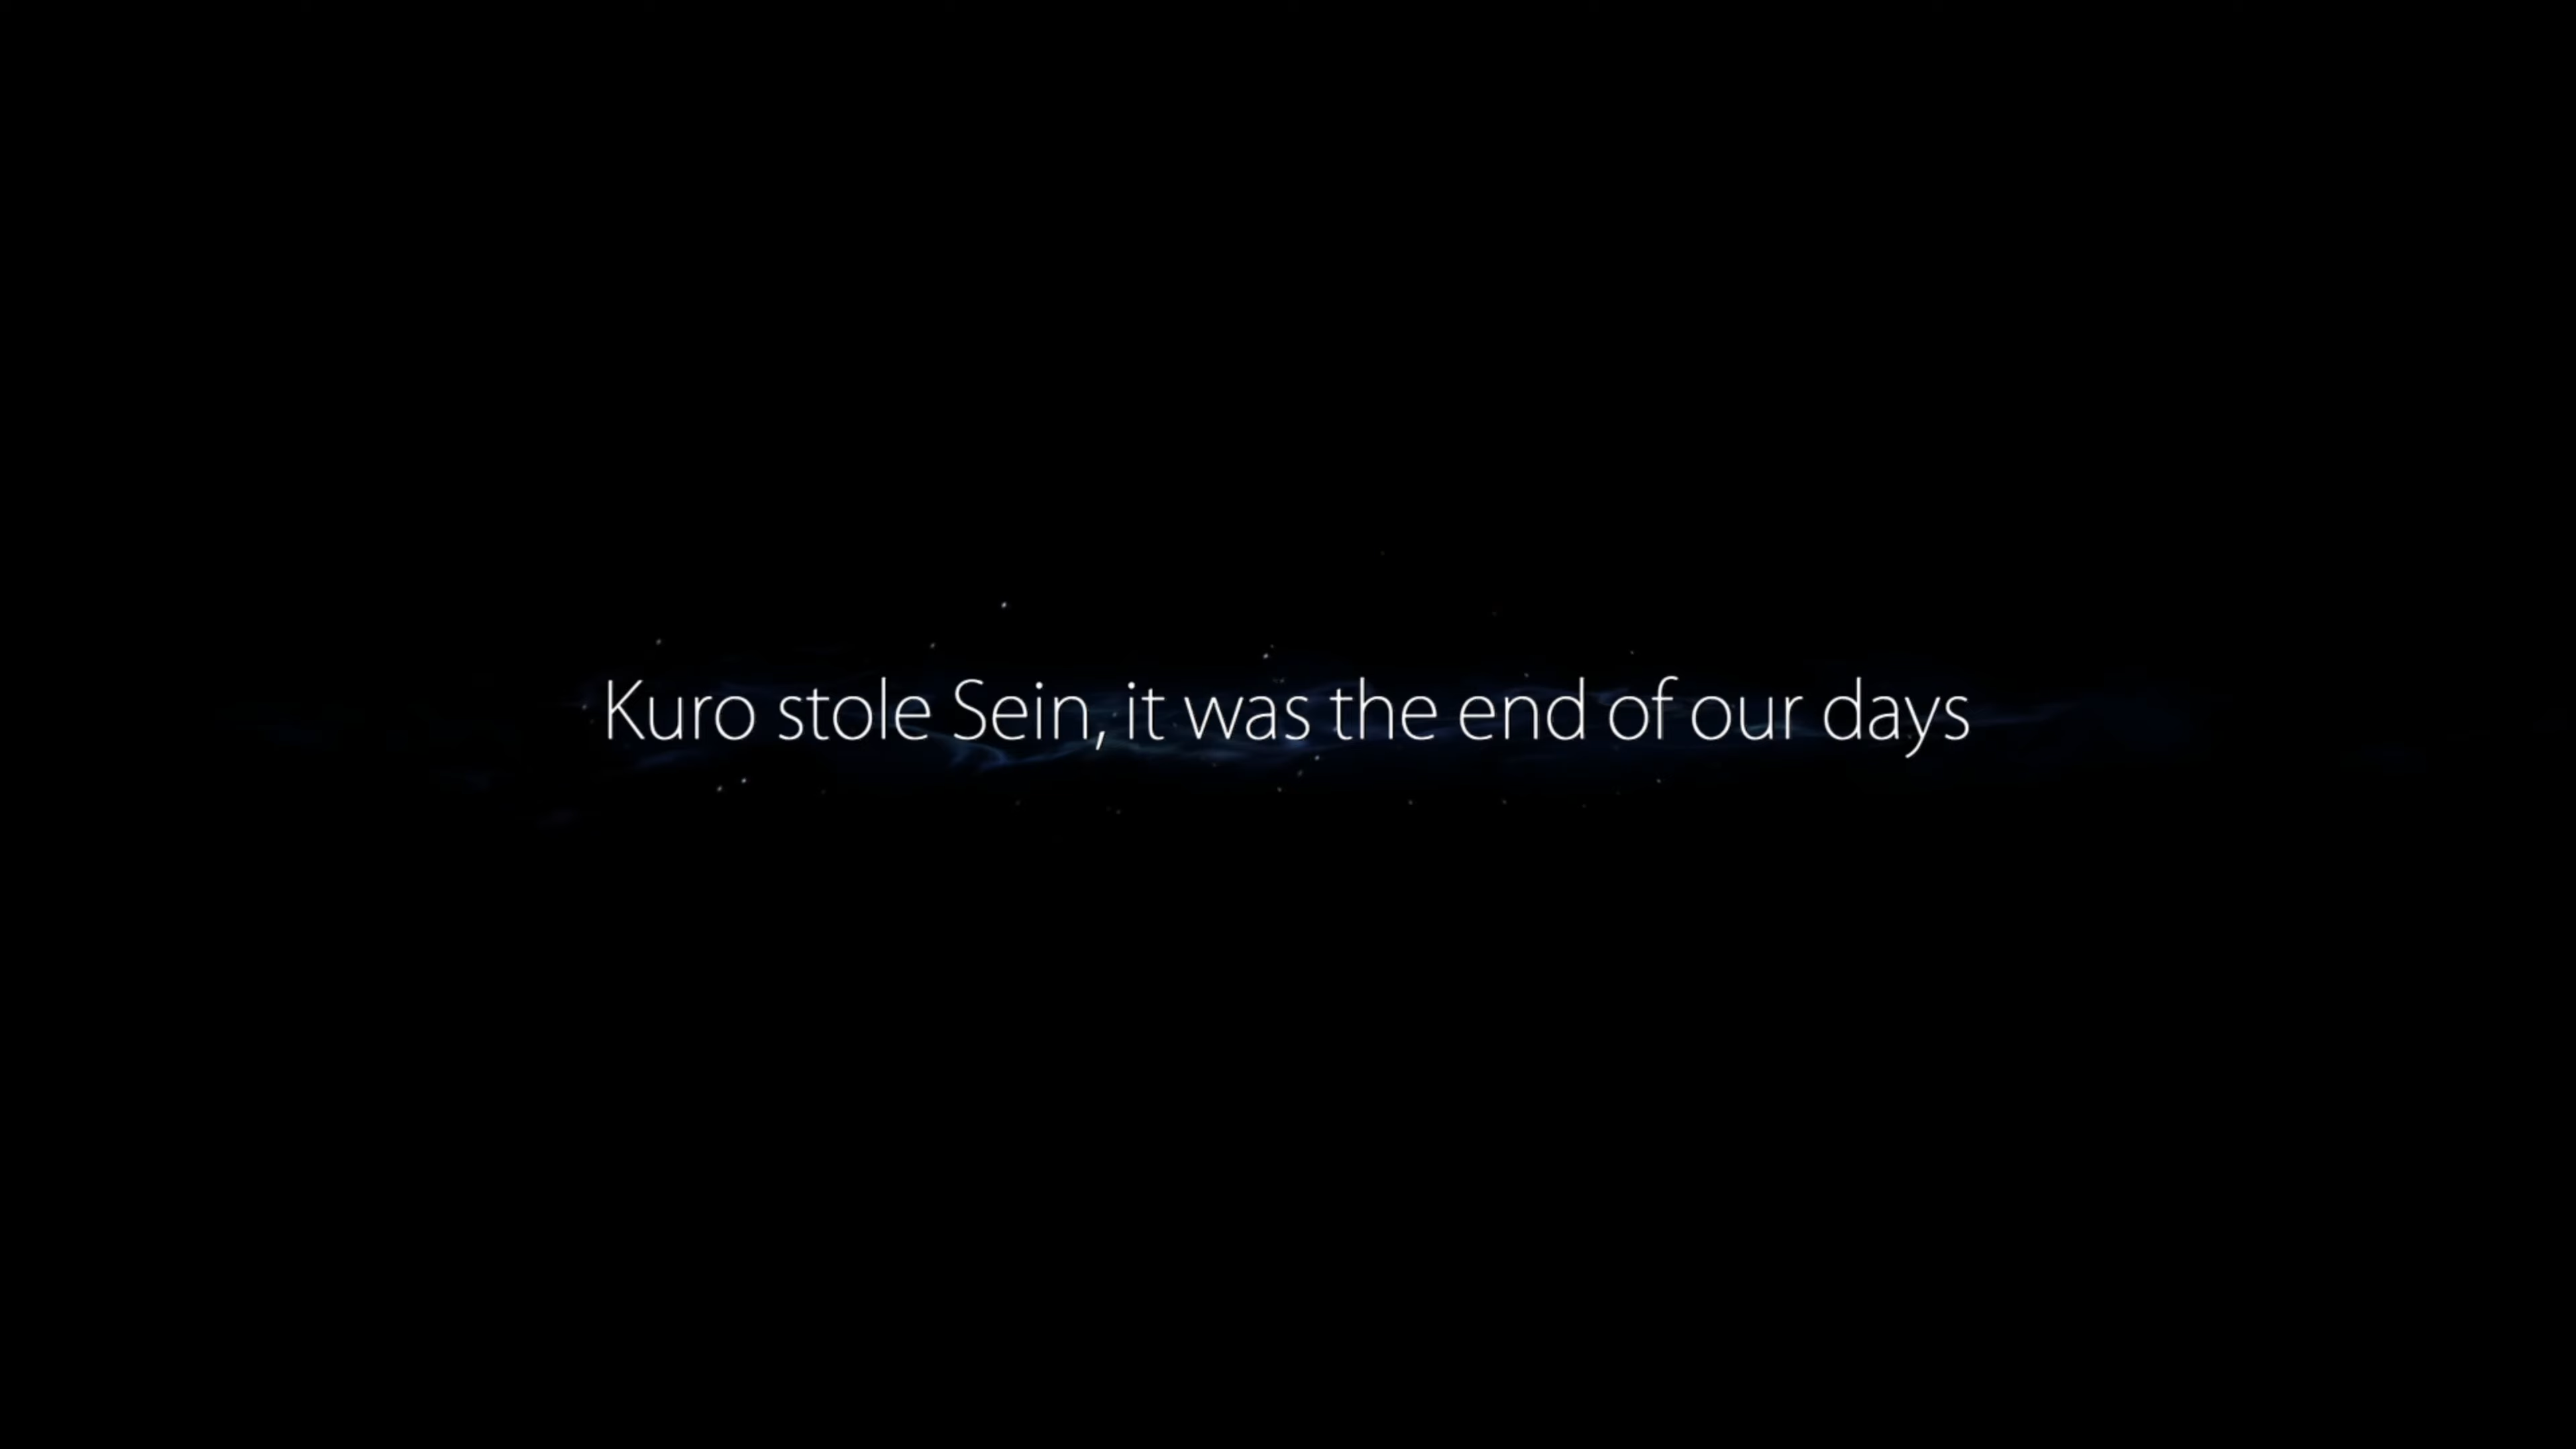 Kuro stole Sein, it was the end of our days